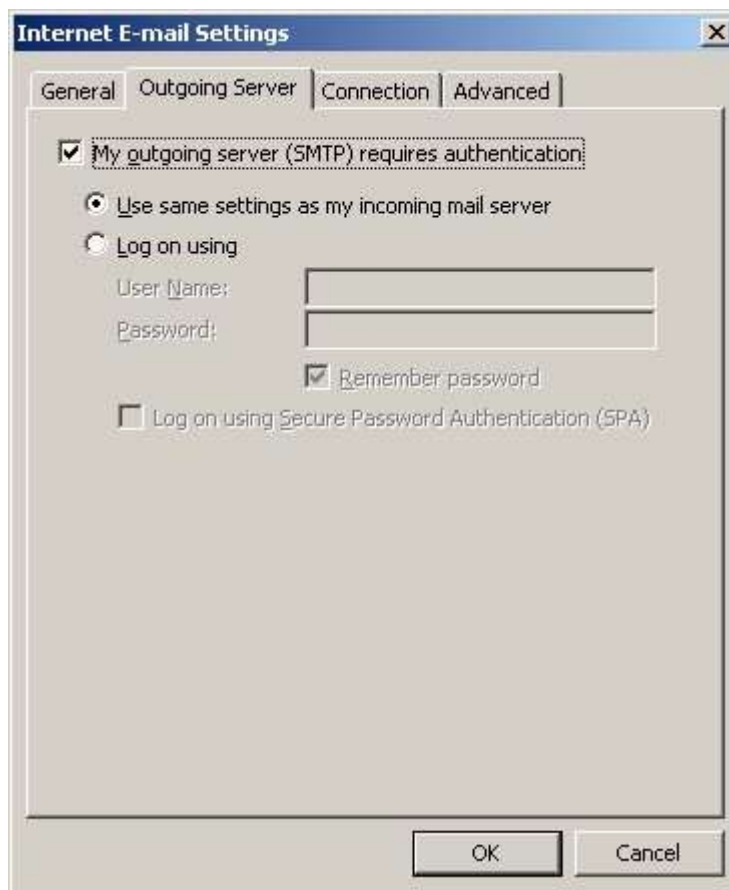 Internet E-mail Settings
General Outgoing Server Connection Advanced
My outgoing server (SMTP) requires authentication
Use same settings as my incoming mail server
Log on using
User Name:
Password:
Remember password
Log on using Secure Password Authentication (SPA)
OK Cancel